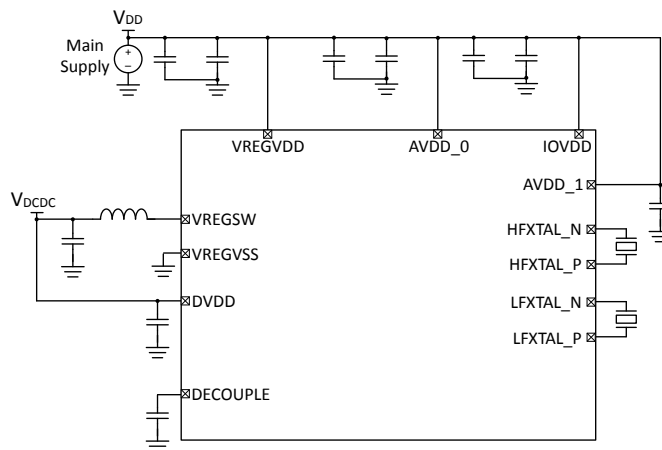 VDD
Main
Supply
+
−
VREGVDD
AVDD_0
IOVDD
AVDD_1
VDCDC
VREGSW
HFXTAL_N
VREGVSS
HFXTAL_P
DVDD
LFXTAL_N
LFXTAL_P
DECOUPLE